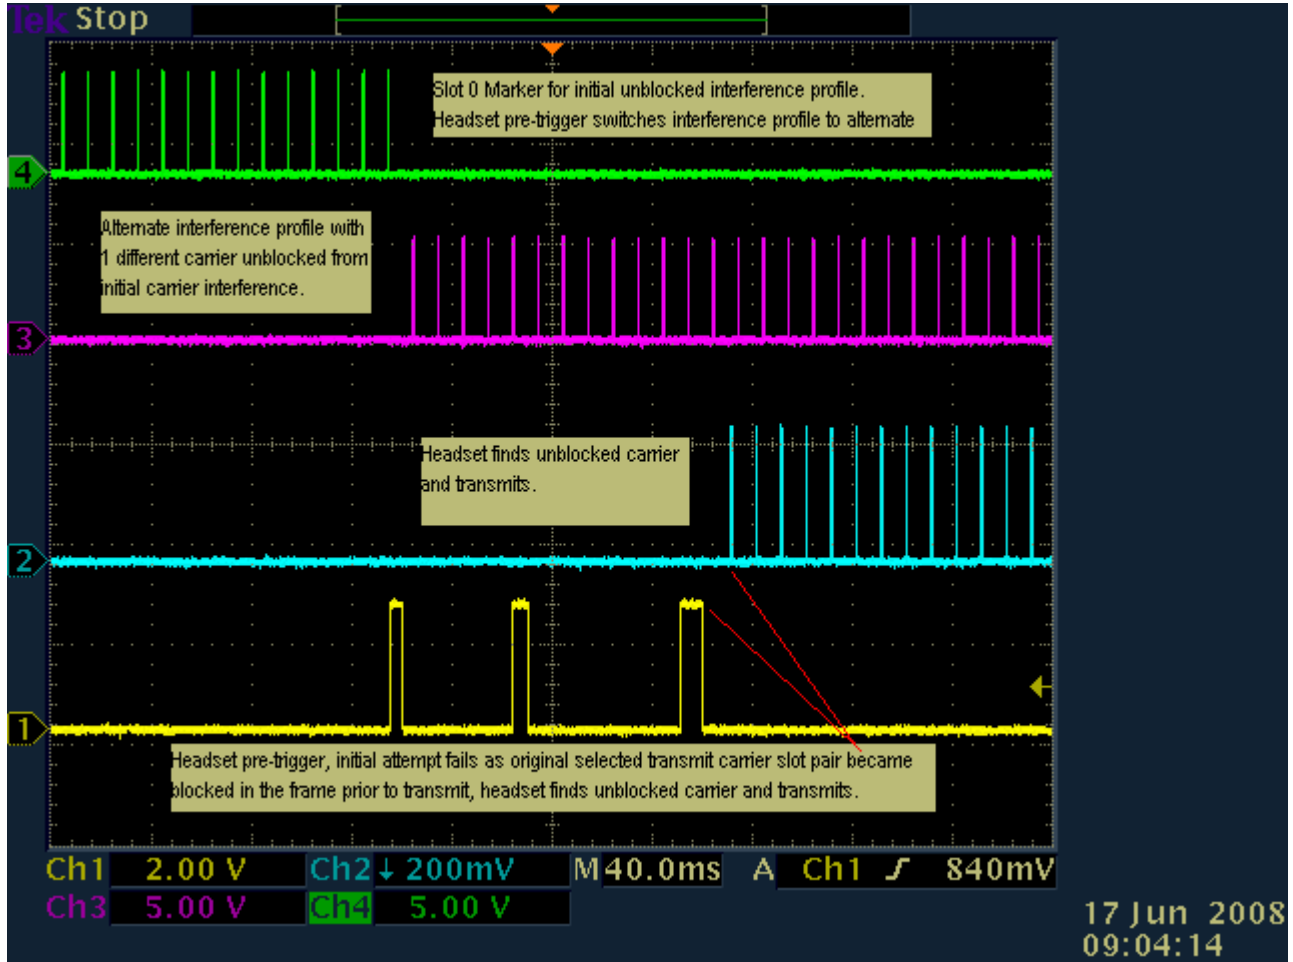 Tek Stop
Slot 0 Marker for initial unblocked interference profile.
Headset pre-trigger switches interference profile to alternate
4
Alternate interference profile with
1 different carrier unblocked from
initial carrier interference.
3
Headset finds unblocked carrier
and transmits.
2
1
Headset pre-trigger, initial attempt fails as original selected transmit carrier slot pair became
blocked in the frame prior to transmit, headset finds unblocked carrier and transmits.
Ch1 2.00 V Ch2 ↓ 200mV M 40.0ms A Ch1 ƒ 840mV
Ch3 5.00 V Ch4 5.00 V
17 Jun 2008
09:04:14